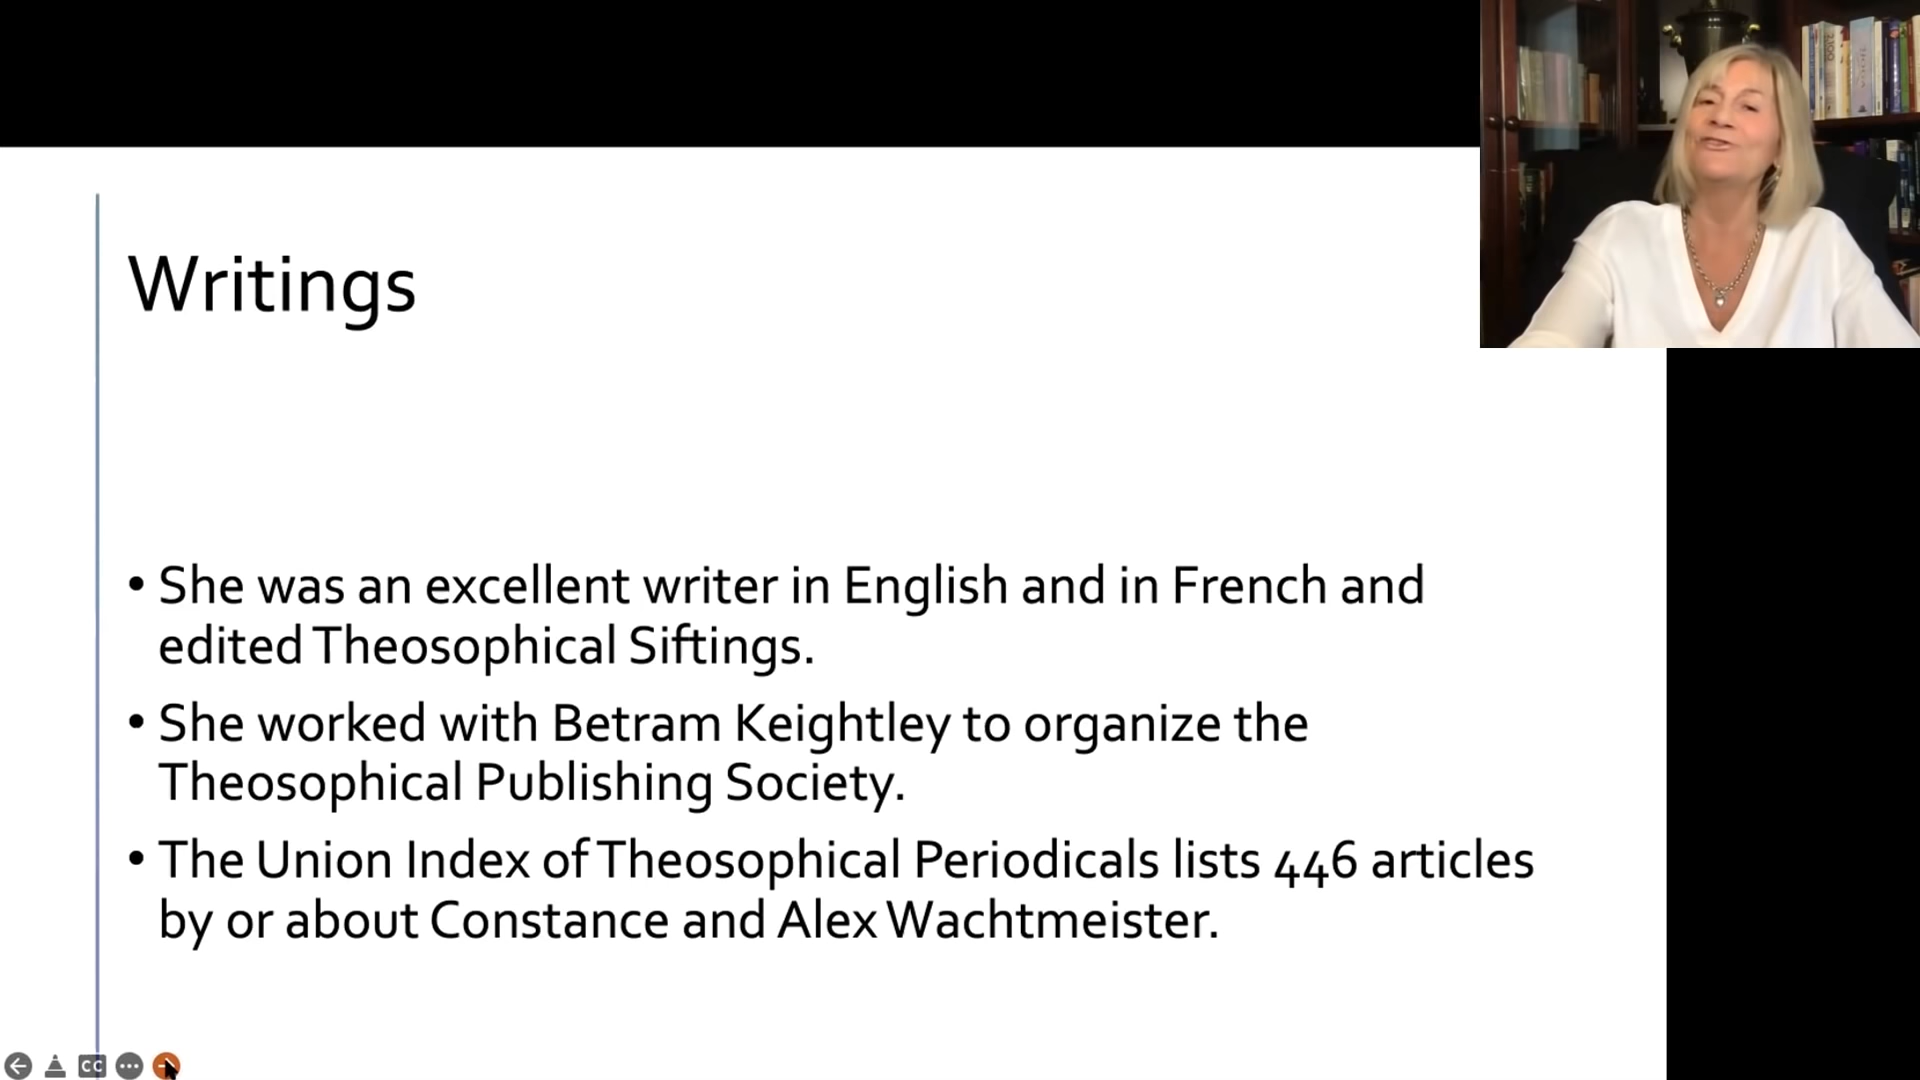 Writings
• She was an excellent writer in English and in French and
edited Theosophical Siftings.
• She worked with Betram Keightley to organize the
Theosophical Publishing Society.
• The Union Index of Theosophical Periodicals lists 446 articles
by or about Constance and Alex Wachtmeister.
CC